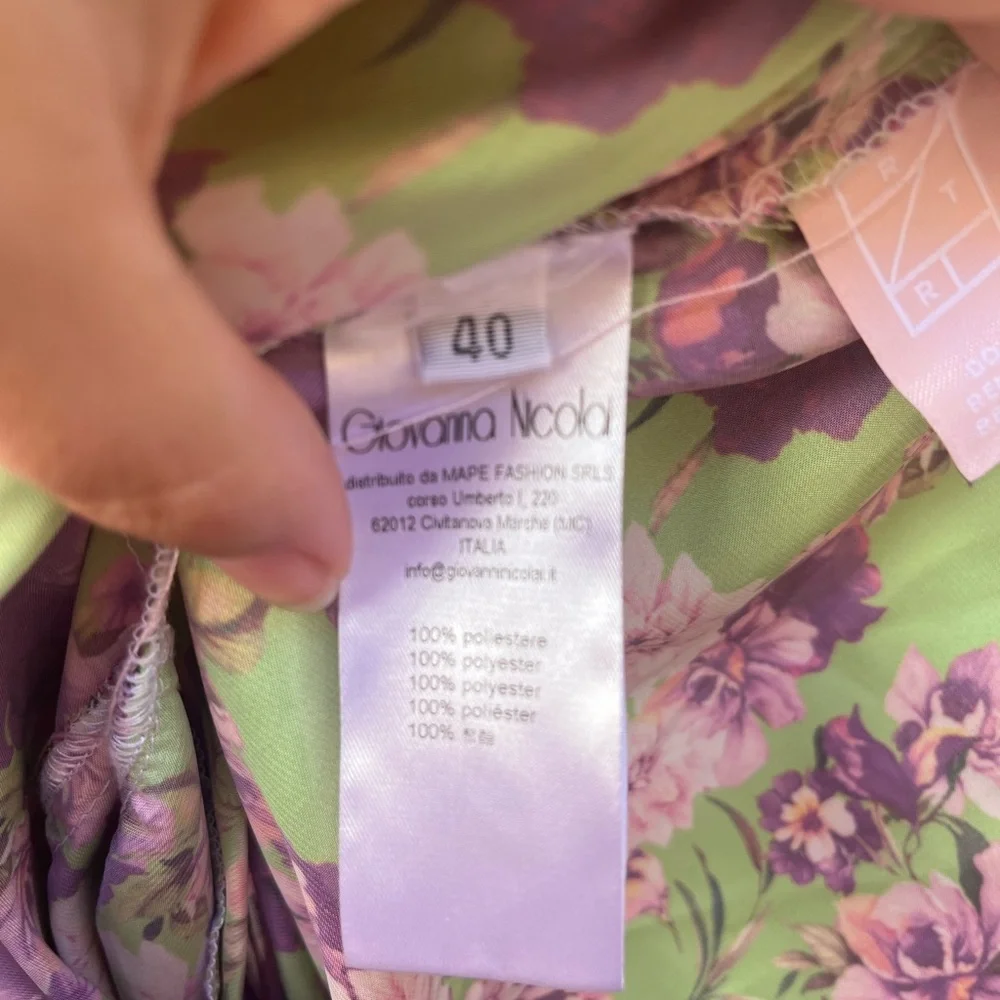 40
Giovanna Nicolai
distribuito da MAPE FASHION SRLS
corso Umberto I, 220
62012 Civitanova Marche (MC)
ITALIA
info@giovanninicolai.it
100% poliestere
100% polyester
100% polyester
100% poliéster
100%
R
T
R